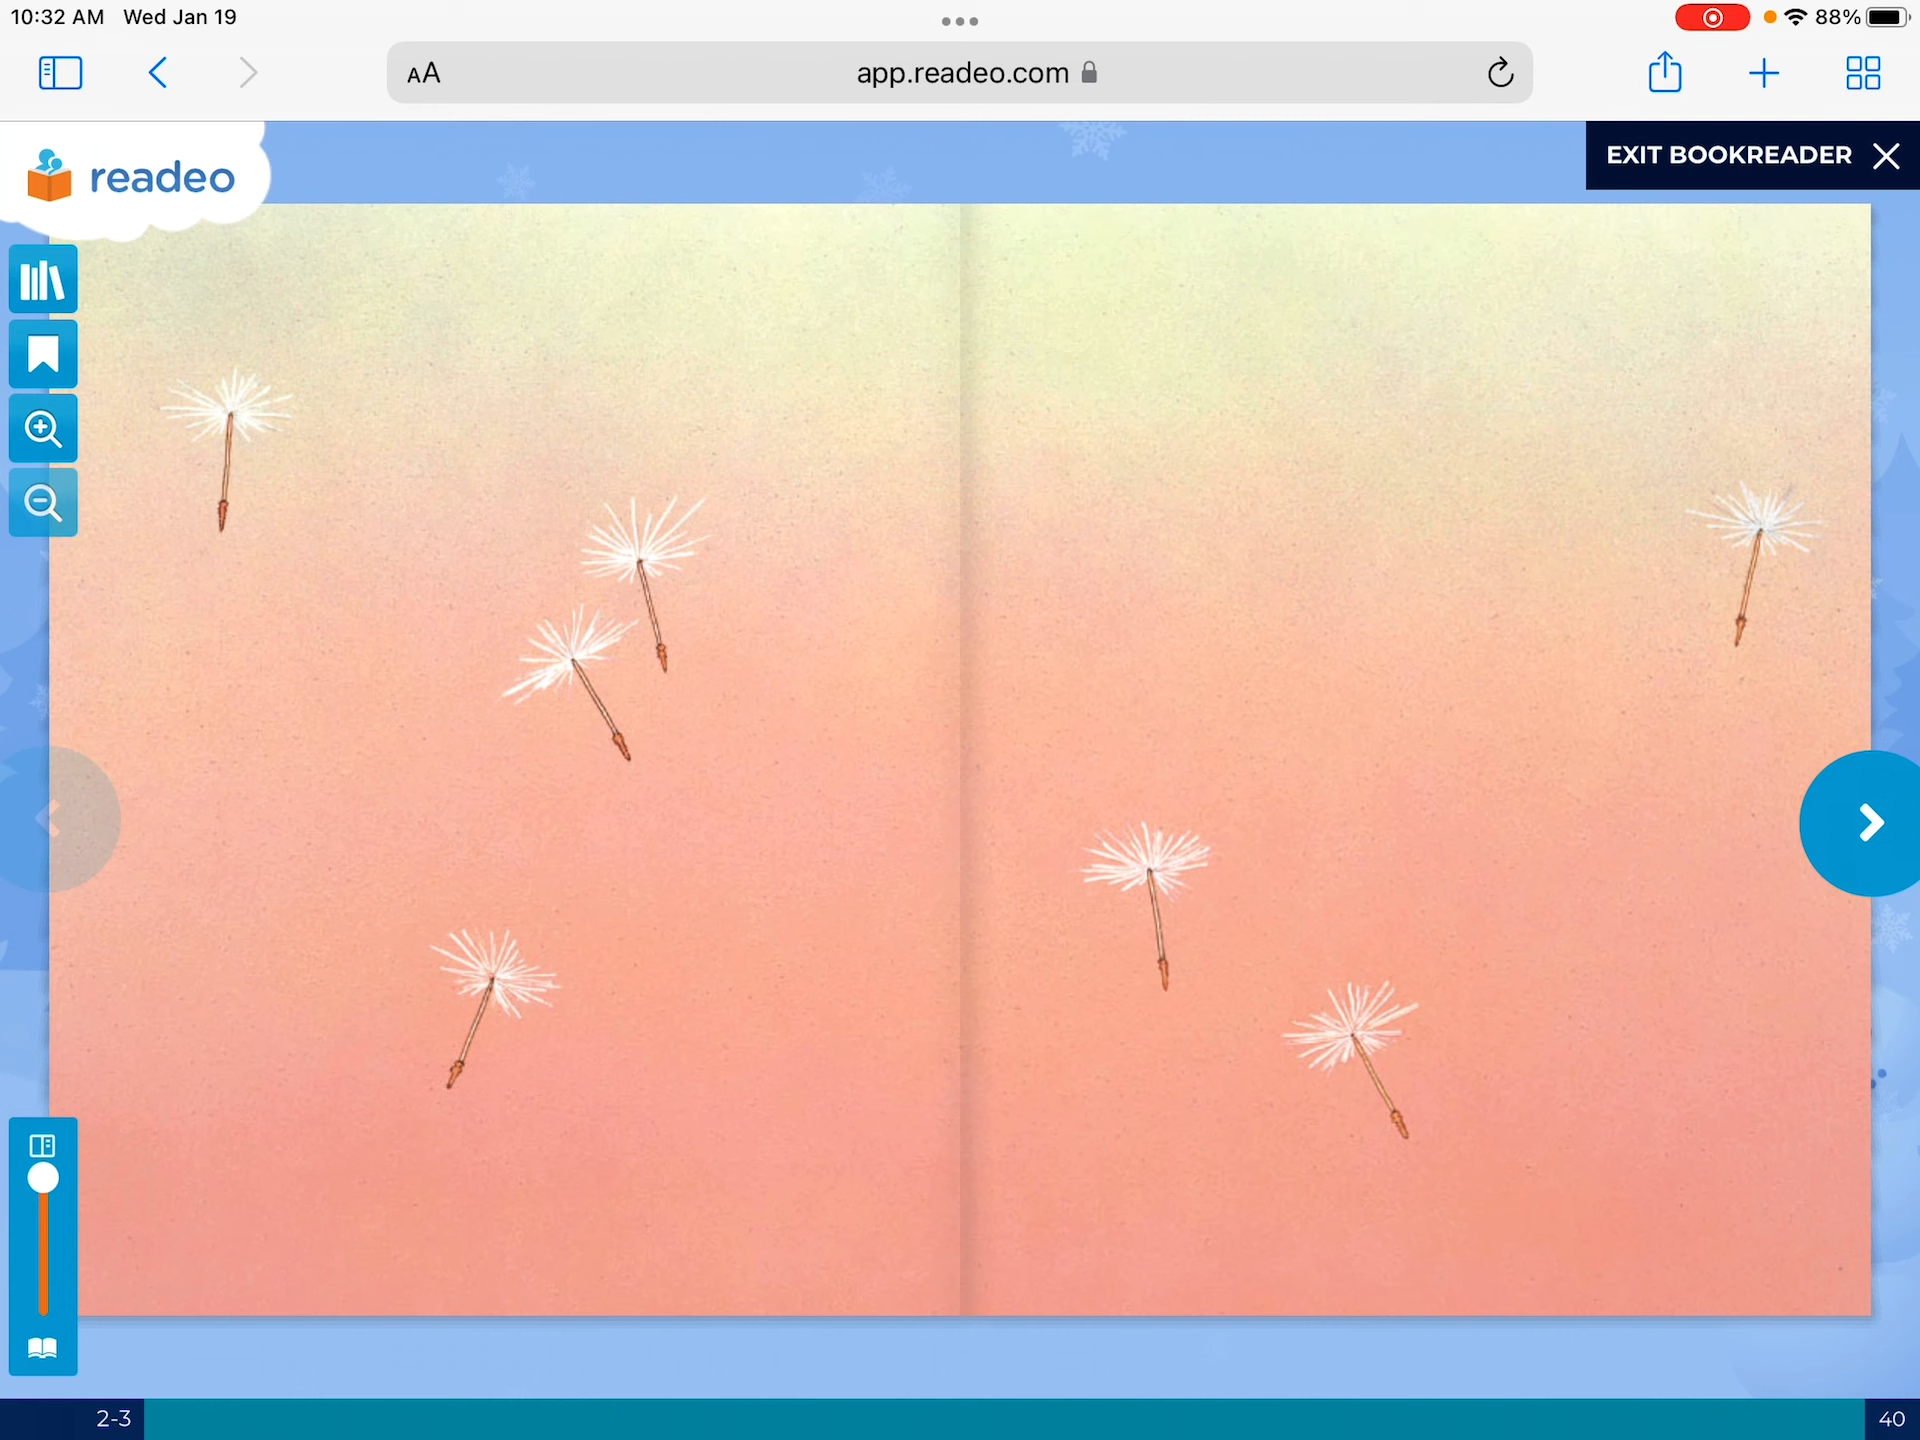 10:32 AM Wed Jan 19
88%
AA
app.readeo.com
readeo
EXIT BOOKREADER
2-3
40